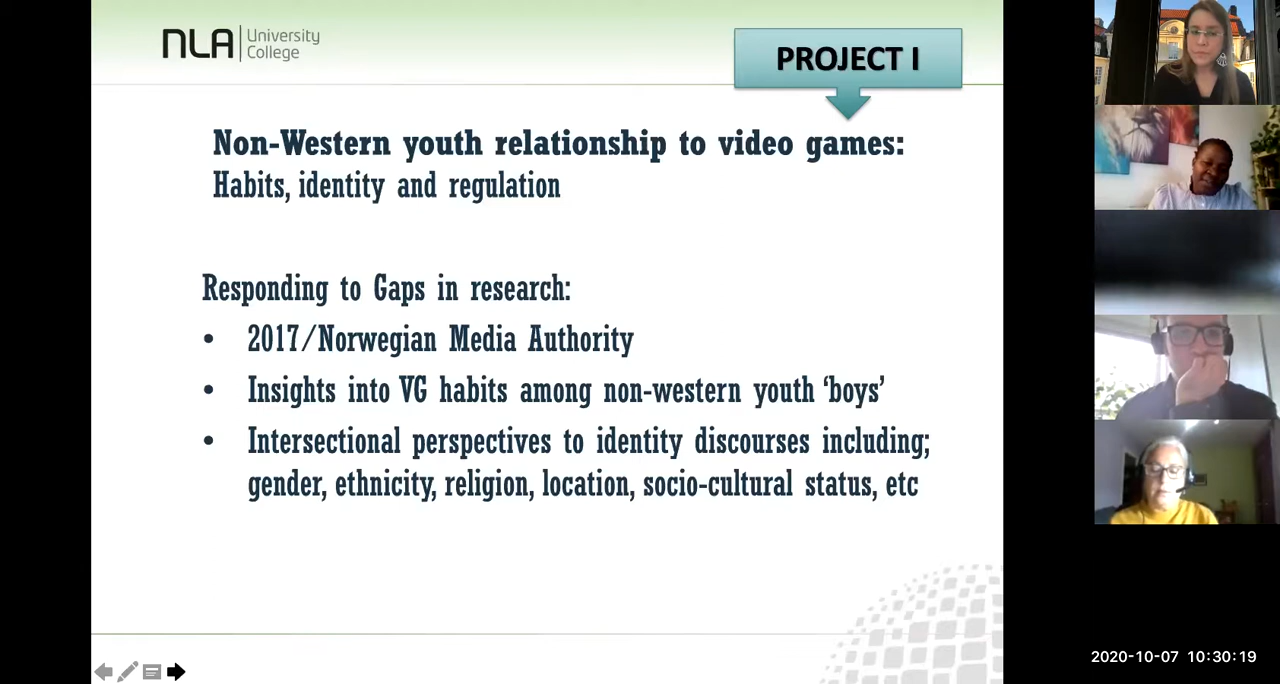 NLA University
College
PROJECT I
Non-Western youth relationship to video games:
Habits, identity and regulation
Responding to Gaps in research:
• 2017/Norwegian Media Authority
• Insights into VG habits among non-western youth ‘boys’
• Intersectional perspectives to identity discourses including;
gender, ethnicity, religion, location, socio-cultural status, etc
2020-10-07 10:30:19